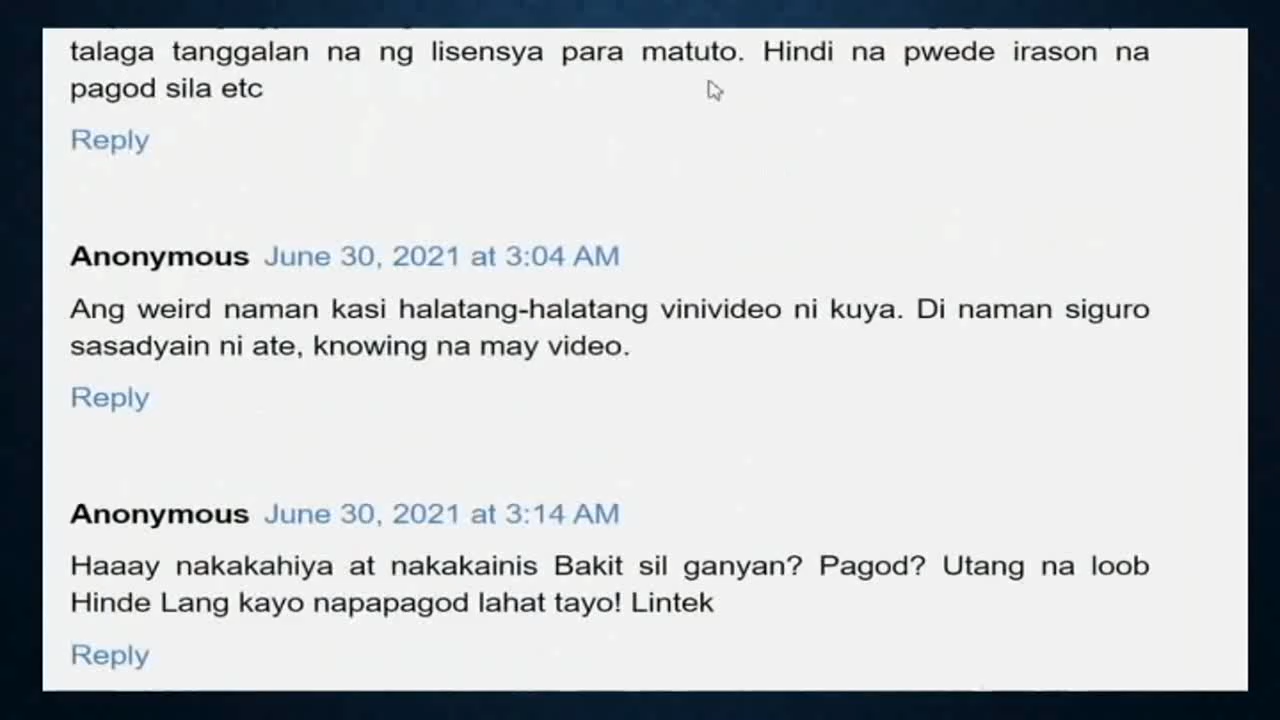 talaga tanggalan na ng lisensya para matuto. Hindi na pwede irason na
pagod sila etc
Reply
Anonymous June 30, 2021 at 3:04 AM
Ang weird naman kasi halatang-halatang vinivideo ni kuya. Di naman siguro
sasadyain ni ate, knowing na may video.
Reply
Anonymous June 30, 2021 at 3:14 AM
Haaay nakakahiya at nakakainis Bakit sil ganyan? Pagod? Utang na loob
Hinde Lang kayo napapagod lahat tayo! Lintek
Reply